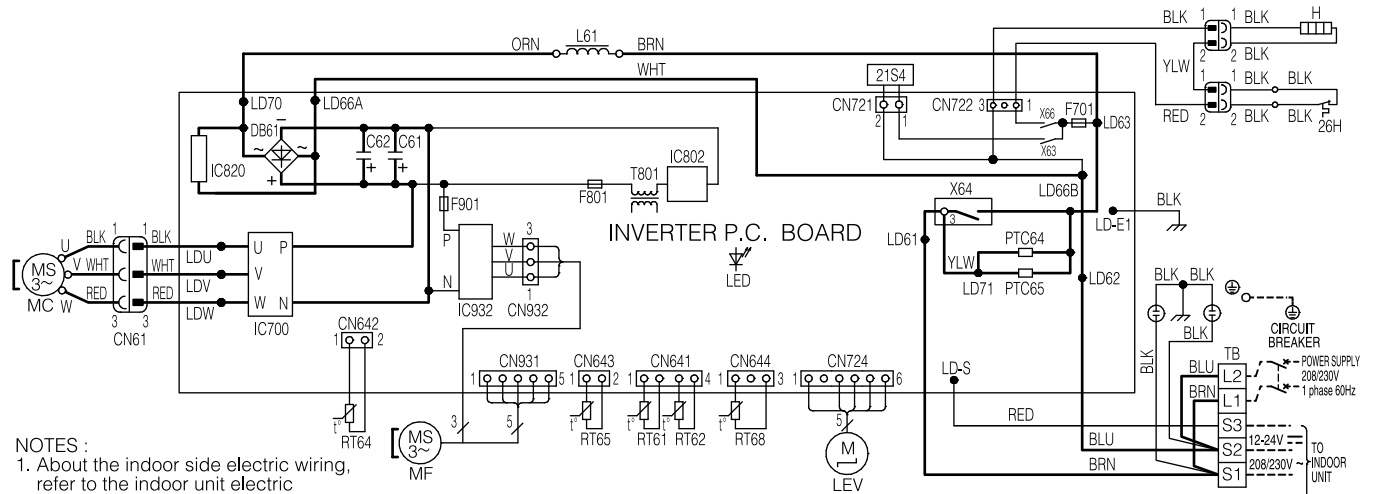 BLK 1 1 BLK H
L61
ORN BRN
2 2 BLK
WHT
YLW
21S4
1 1 BLK BLK
LD70 LD66A
CN721 CN722 3 1
RED 2 2 BLK BLK 26H
2 1
X66 F701
LD63
X63
DB61 −
C62 C61
~ ~
IC820
+ + +
T801 IC802
F801
X64
LD66B
BLK
LD-E1
F901
INVERTER P.C. BOARD
3
LD61
PTC64
YLW
LD71 PTC65
LD62
LED
U BLK 1 1 BLK LDU U P
MS 3~ V WHT WHT LDV V
MC W RED 3 3 RED LDW W N
CN61
IC700
P
N
IC932
W 3
V
U 1
CN932
BLK BLK
BLK
BLK
CIRCUIT
BREAKER
TB
BLU L2 POWER SUPPLY
208/230V
BRN L1 1 phase 60Hz
CN642
1 2
t°
RT64
CN931
1 5
CN643
1 2
CN641
1 4
CN644
1 3
CN724
1 6
LD-S
RED S3
BLU S2 12-24V
BRN S1 208/230V ~
TO
INDOOR
UNIT
3 5
t° RT65
t° RT61
t° RT62
t° RT68
5
MS 3~
MF
M
LEV
NOTES :
1. About the indoor side electric wiring,
refer to the indoor unit electric